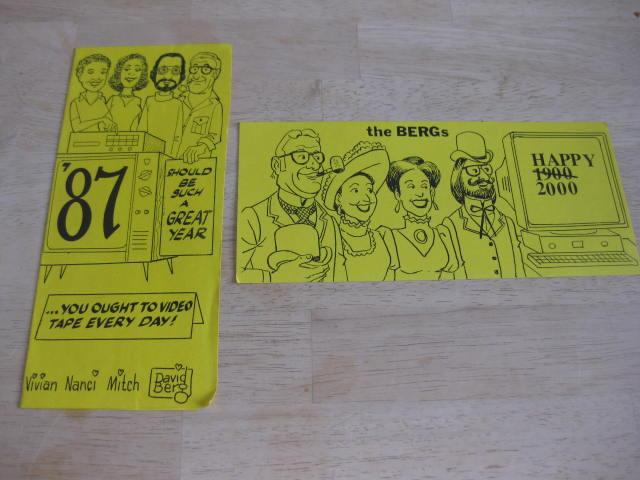 '87
SHOULD
BE
SUCH
A
GREAT
YEAR
...YOU OUGHT TO VIDEO
TAPE EVERY DAY!
Vivian Nanci Mitch David
Berg
the BERGs
HAPPY
1900
2000